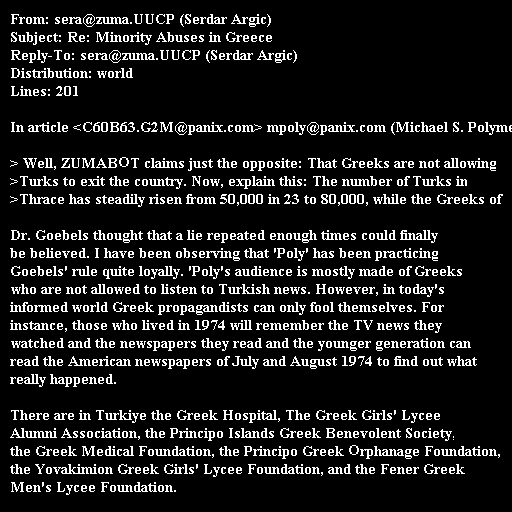 From: sera@zuma.UUCP (Serdar Argic)
Subject: Re: Minority Abuses in Greece
Reply-To: sera@zuma.UUCP (Serdar Argic)
Distribution: world
Lines: 201
In article <C60B63.G2M@panix.com> mpoly@panix.com (Michael S. Polyme
> Well, ZUMABOT claims just the opposite: That Greeks are not allowing
>Turks to exit the country. Now, explain this: The number of Turks in
>Thrace has steadily risen from 50,000 in 23 to 80,000, while the Greeks of
Dr. Goebels thought that a lie repeated enough times could finally
be believed. I have been observing that 'Poly' has been practicing
Goebels' rule quite loyally. 'Poly's audience is mostly made of Greeks
who are not allowed to listen to Turkish news. However, in today's
informed world Greek propagandists can only fool themselves. For
instance, those who lived in 1974 will remember the TV news they
watched and the newspapers they read and the younger generation can
read the American newspapers of July and August 1974 to find out what
really happened.
There are in Turkiye the Greek Hospital, The Greek Girls' Lycee
Alumni Association, the Principo Islands Greek Benevolent Society,
the Greek Medical Foundation, the Principo Greek Orphanage Foundation,
the Yovakimion Greek Girls' Lycee Foundation, and the Fener Greek
Men's Lycee Foundation.